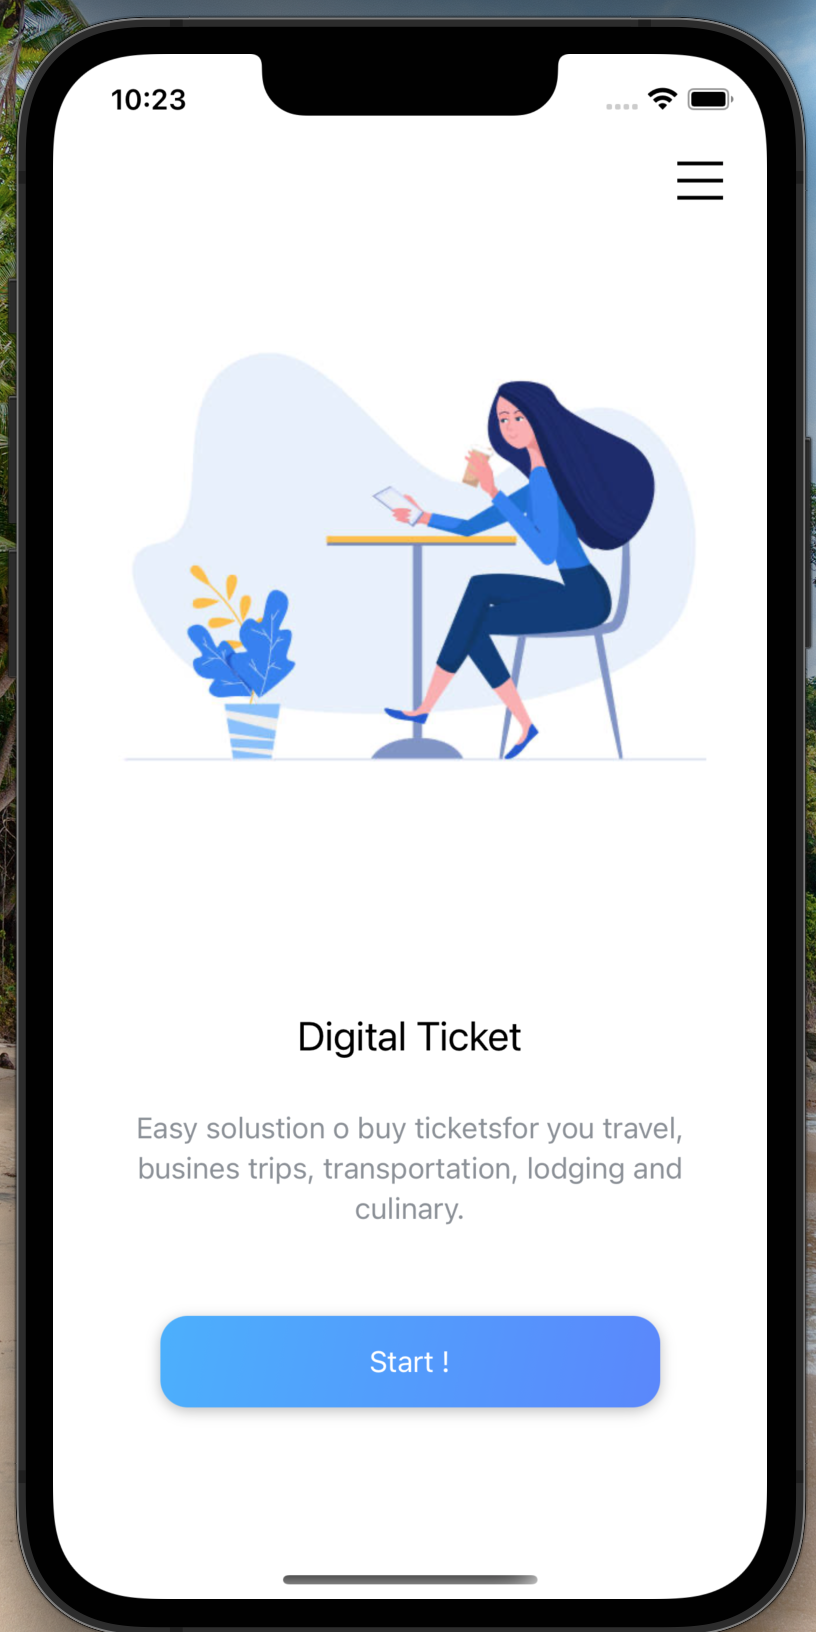 10:23
Digital Ticket
Easy solustion o buy ticketsfor you travel,
busines trips, transportation, lodging and
culinary.
Start !